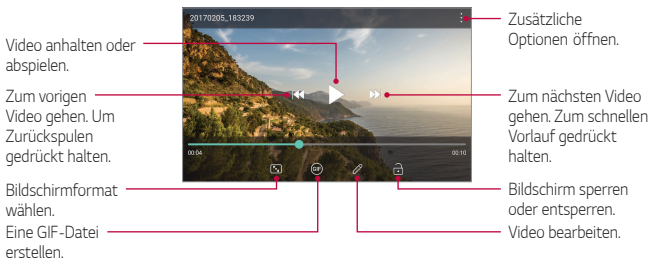 20170205_183239
Video anhalten oder
abspielen.
Zum vorigen
Video gehen. Um
Zurückspulen
gedrückt halten.
Bildschirmformat
wählen.
Eine GIF-Datei
erstellen.
Zusätzliche
Optionen öffnen.
Zum nächsten Video
gehen. Zum schnellen
Vorlauf gedrückt
halten.
Bildschirm sperren
oder entsperren.
Video bearbeiten.
00:04
00:10
GIF